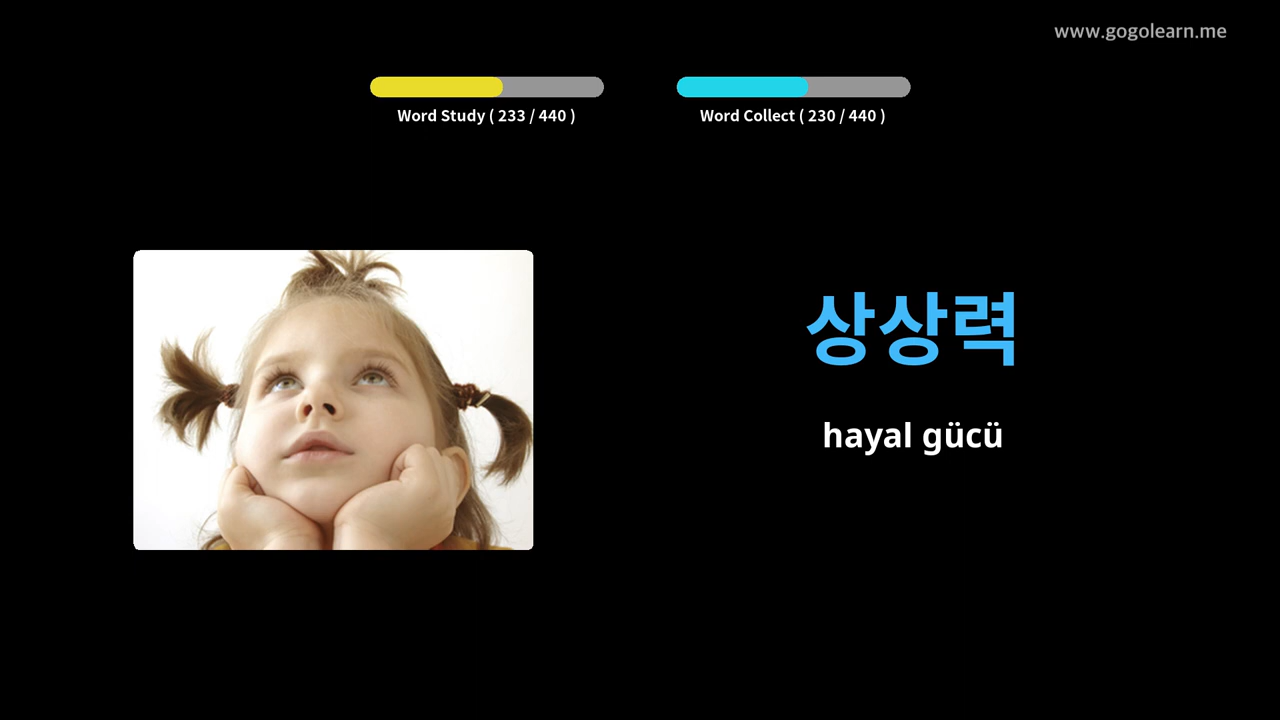 www.gogolearn.me
Word Study ( 233 / 440 )
Word Collect ( 230 / 440 )
상상력
hayal gücü